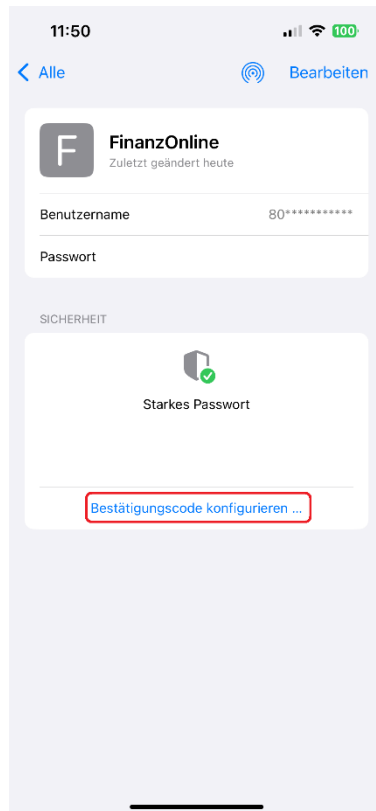 11:50
100
Alle
Bearbeiten
F
FinanzOnline
Zuletzt geändert heute
Benutzername 80***********
Passwort
SICHERHEIT
Starkes Passwort
Bestätigungscode konfigurieren ...